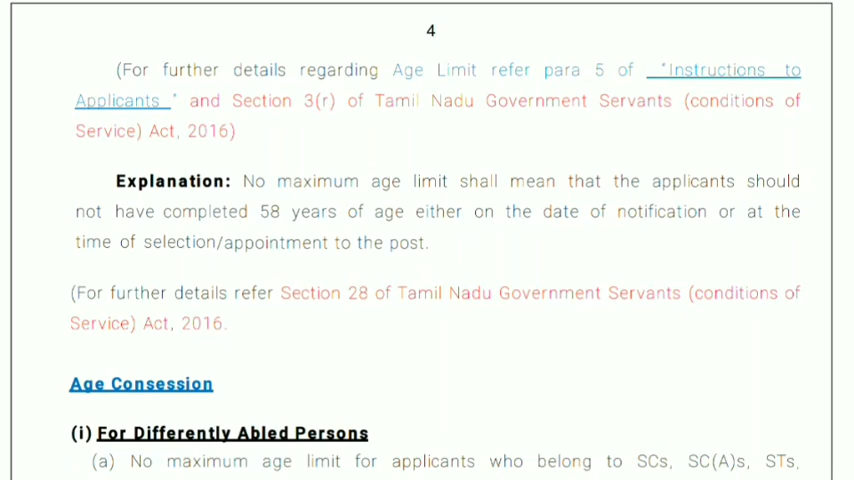 4
(For further details regarding Age Limit refer para 5 of "Instructions to
Applicants " and Section 3(r) of Tamil Nadu Government Servants (conditions of
Service) Act, 2016)
Explanation: No maximum age limit shall mean that the applicants should
not have completed 58 years of age either on the date of notification or at the
time of selection/appointment to the post.
(For further details refer Section 28 of Tamil Nadu Government Servants (conditions of
Service) Act, 2016.
Age Consession
(i) For Differently Abled Persons
(a) No maximum age limit for applicants who belong to SCs, SC(A)s, STs,